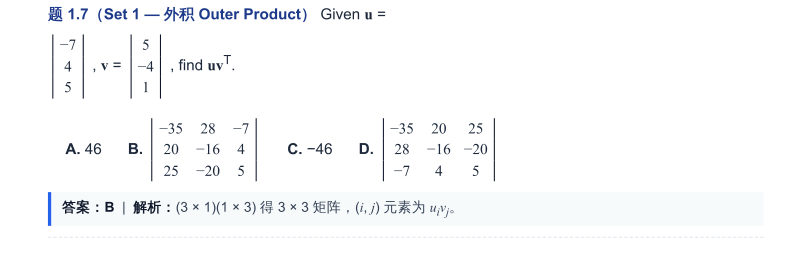 题 1.7（Set 1 — 外积 Outer Product） Given u =
| −7 |
| 4 | , v = | 5 |
| 5 | | −4 | , find uvᵀ.
| 1 |
A. 46 B. | −35 28 −7 |
| 20 −16 4 |
| 25 −20 5 | C. −46 D. | −35 20 25 |
| 28 −16 −20 |
| −7 4 5 |
答案：B | 解析：(3 × 1)(1 × 3) 得 3 × 3 矩阵，(i, j) 元素为 uᵢvⱼ。